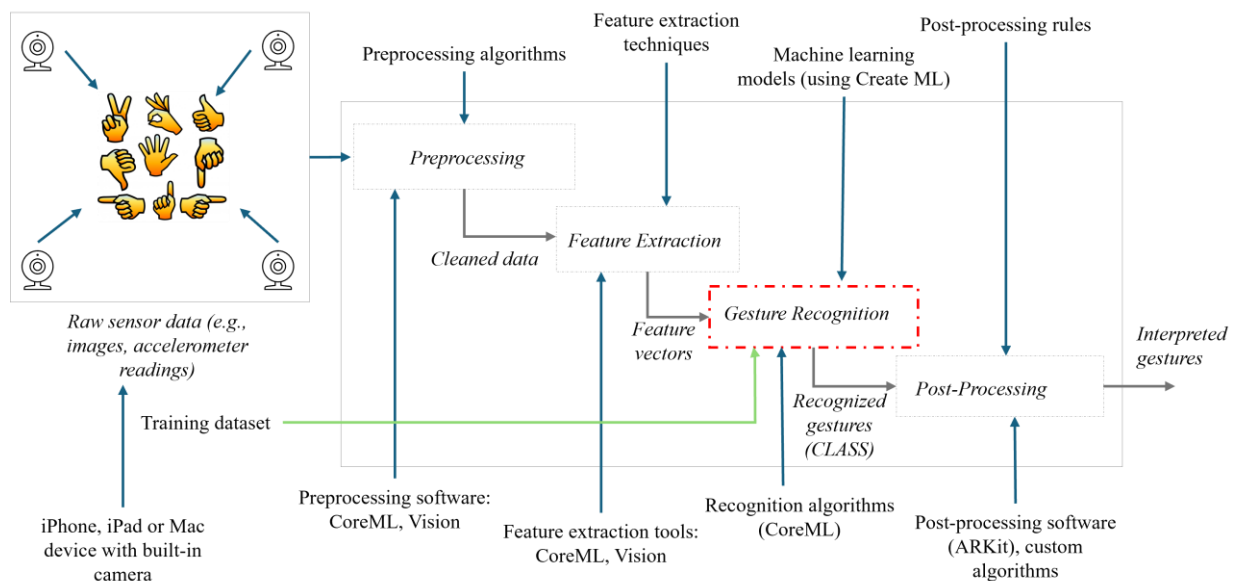 Feature extraction
techniques
Post-processing rules
Preprocessing algorithms
Machine learning
models (using Create ML)
Preprocessing
Feature Extraction
Cleaned data
Gesture Recognition
Raw sensor data (e.g.,
images, accelerometer
readings)
Feature
vectors
Interpreted
gestures
Post-Processing
Recognized
gestures
(CLASS)
Training dataset
Preprocessing software:
CoreML, Vision
Feature extraction tools:
CoreML, Vision
Recognition algorithms
(CoreML)
Post-processing software
(ARKit), custom
algorithms
iPhone, iPad or Mac
device with built-in
camera